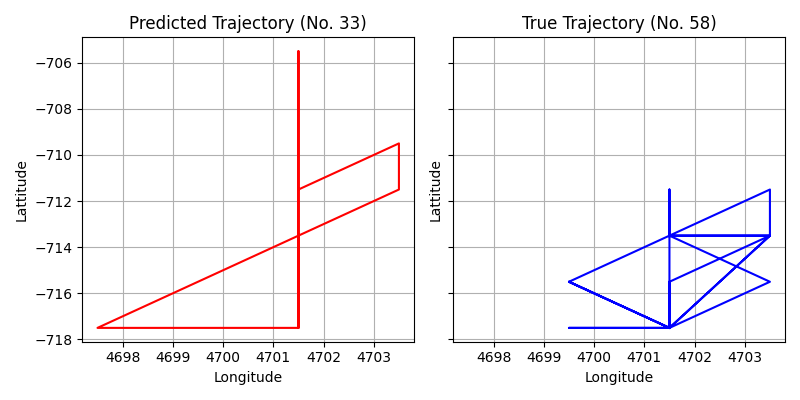 Predicted Trajectory (No. 33)
True Trajectory (No. 58)
−706
−708
−710
−712
−714
−716
−718
Lattitude
Lattitude
4698 4699 4700 4701 4702 4703
4698 4699 4700 4701 4702 4703
Longitude
Longitude